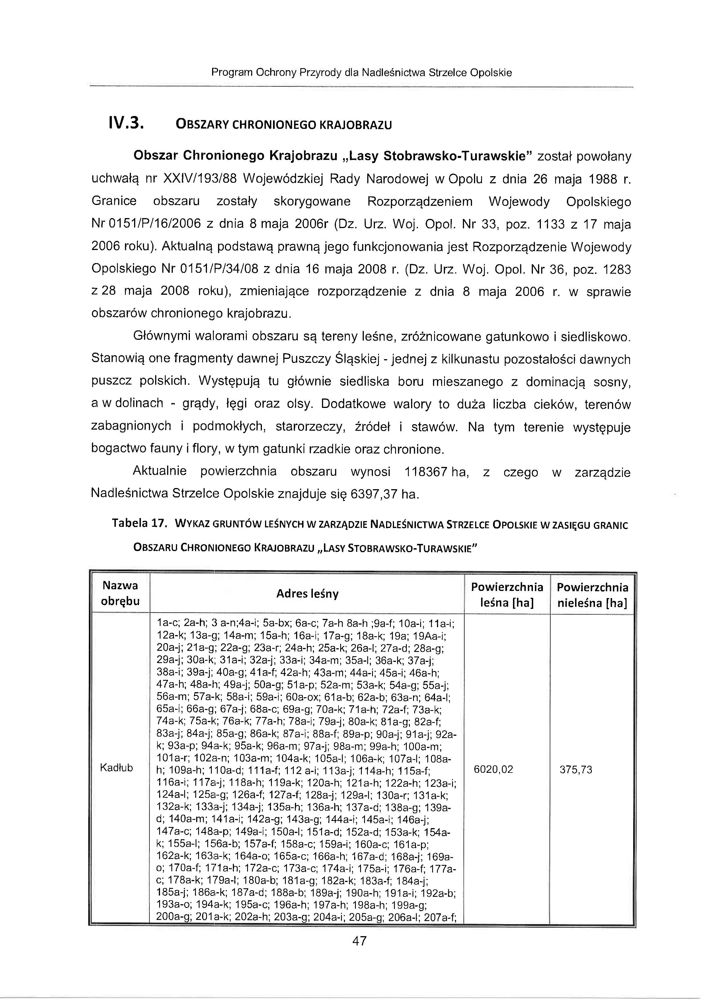 Program Ochrony Przyrody dla Nadleśnictwa Strzelce Opolskie
IV.3. OBSZARY CHRONIONEGO KRAJOBRAZU
Obszar Chronionego Krajobrazu „Lasy Stobrawsko-Turawskie” został powołany
uchwałą nr XXIV/193/88 Wojewódzkiej Rady Narodowej w Opolu z dnia 26 maja 1988 r.
Granice obszaru zostały skorygowane Rozporządzeniem Wojewody Opolskiego
Nr 0151/P/16/2006 z dnia 8 maja 2006r (Dz. Urz. Woj. Opol. Nr 33, poz. 1133 z 17 maja
2006 roku). Aktualną podstawą prawną jego funkcjonowania jest Rozporządzenie Wojewody
Opolskiego Nr 0151/P/34/08 z dnia 16 maja 2008 r. (Dz. Urz. Woj. Opol. Nr 36, poz. 1283
z 28 maja 2008 roku), zmieniające rozporządzenie z dnia 8 maja 2006 r. w sprawie
obszarów chronionego krajobrazu.
Głównymi walorami obszaru są tereny leśne, zróżnicowane gatunkowo i siedliskowo.
Stanowią one fragmenty dawnej Puszczy Śląskiej - jednej z kilkunastu pozostałości dawnych
puszcz polskich. Występują tu głównie siedliska boru mieszanego z dominacją sosny,
a w dolinach - grądy, łęgi oraz olsy. Dodatkowe walory to duża liczba cieków, terenów
zabagnionych i podmokłych, starorzeczy, źródeł i stawów. Na tym terenie występuje
bogactwo fauny i flory, w tym gatunki rzadkie oraz chronione.
Aktualnie powierzchnia obszaru wynosi 118367 ha, z czego w zarządzie
Nadleśnictwa Strzelce Opolskie znajduje się 6397,37 ha.
Tabela 17. WYKAZ GRUNTÓW LEŚNYCH W ZARZĄDZIE NADLEŚNICTWA STRZELCE OPOLSKIE W ZASIĘGU GRANIC
OBSZARU CHRONIONEGO KRAJOBRAZU „LASY STOBRAWSKO-TURAWSKIE”
Nazwa obrębu
Adres leśny
Powierzchnia leśna [ha]
Powierzchnia nieleśna [ha]
Kadłub
1a-c; 2a-h; 3 a-n;4a-i; 5a-bx; 6a-c; 7a-h 8a-h ;9a-f; 10a-i; 11a-i;
12a-k; 13a-g; 14a-m; 15a-h; 16a-i; 17a-g; 18a-k; 19a; 19Aa-i;
20a-j; 21a-g; 22a-g; 23a-r; 24a-h; 25a-k; 26a-l; 27a-d; 28a-g;
29a-j; 30a-k; 31a-i; 32a-j; 33a-i; 34a-m; 35a-l; 36a-k; 37a-j;
38a-i; 39a-j; 40a-g; 41a-f; 42a-h; 43a-m; 44a-i; 45a-i; 46a-h;
47a-h; 48a-h; 49a-j; 50a-g; 51a-p; 52a-m; 53a-k; 54a-g; 55a-j;
56a-m; 57a-k; 58a-i; 59a-i; 60a-ox; 61a-b; 62a-b; 63a-n; 64a-l;
65a-i; 66a-g; 67a-j; 68a-c; 69a-g; 70a-k; 71a-h; 72a-f; 73a-k;
74a-k; 75a-k; 76a-k; 77a-h; 78a-i; 79a-j; 80a-k; 81a-g; 82a-f;
83a-j; 84a-j; 85a-g; 86a-k; 87a-i; 88a-f; 89a-p; 90a-j; 91a-j; 92a-
k; 93a-p; 94a-k; 95a-k; 96a-m; 97a-j; 98a-m; 99a-h; 100a-m;
101a-r; 102a-n; 103a-m; 104a-k; 105a-l; 106a-k; 107a-l; 108a-
h; 109a-h; 110a-d; 111a-f; 112 a-i; 113a-j; 114a-h; 115a-f;
116a-i; 117a-j; 118a-h; 119a-k; 120a-h; 121a-h; 122a-h; 123a-i;
124a-l; 125a-g; 126a-f; 127a-f; 128a-j; 129a-l; 130a-r; 131a-k;
132a-k; 133a-j; 134a-j; 135a-h; 136a-h; 137a-d; 138a-g; 139a-
d; 140a-m; 141a-i; 142a-g; 143a-g; 144a-i; 145a-i; 146a-j;
147a-c; 148a-p; 149a-i; 150a-l; 151a-d; 152a-d; 153a-k; 154a-
k; 155a-l; 156a-b; 157a-f; 158a-c; 159a-i; 160a-c; 161a-p;
162a-k; 163a-k; 164a-o; 165a-c; 166a-h; 167a-d; 168a-j; 169a-
o; 170a-f; 171a-h; 172a-c; 173a-c; 174a-i; 175a-i; 176a-f; 177a-
c; 178a-k; 179a-l; 180a-b; 181a-g; 182a-k; 183a-f; 184a-j;
185a-j; 186a-k; 187a-d; 188a-b; 189a-j; 190a-h; 191a-i; 192a-b;
193a-o; 194a-k; 195a-c; 196a-h; 197a-h; 198a-h; 199a-g;
200a-g; 201a-k; 202a-h; 203a-g; 204a-i; 205a-g; 206a-l; 207a-f;
6020,02
375,73
47